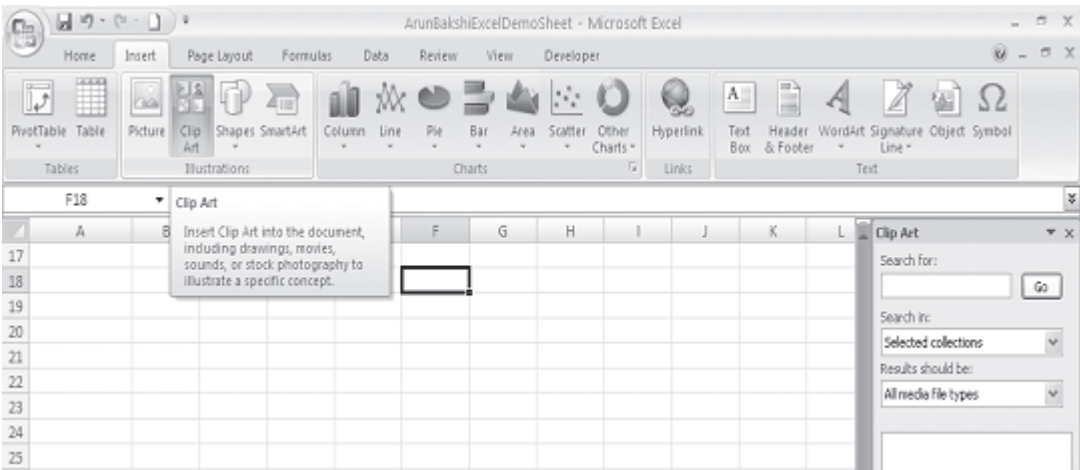 ArunBakshiExcelDemoSheet - Microsoft Excel
Home Insert Page Layout Formulas Data Review View Developer
PivotTable Table Picture Clip Art Shapes SmartArt Column Line Pie Bar Area Scatter Other Charts Hyperlink Text Box Header & Footer WordArt Signature Line Object Symbol
Tables Illustrations Charts Links Text
F18
Clip Art
Insert Clip Art into the document,
including drawings, movies,
sounds, or stock photography to
illustrate a specific concept.
A B F G H I J K L
17
18
19
20
21
22
23
24
25
Clip Art
Search for:
Go
Search in:
Selected collections
Results should be:
All media file types